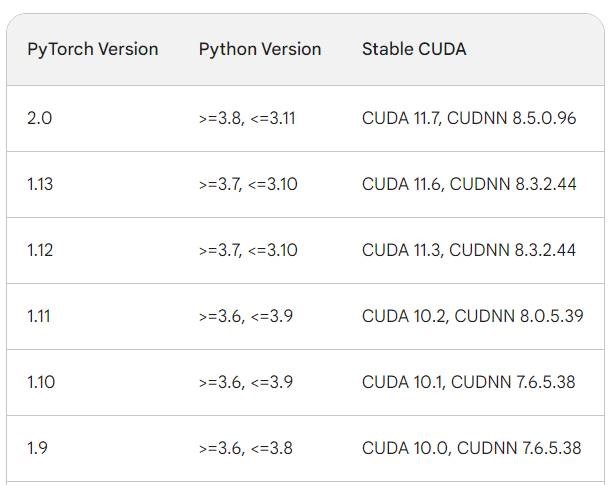 PyTorch Version Python Version Stable CUDA
2.0 >=3.8, <=3.11 CUDA 11.7, CUDNN 8.5.0.96
1.13 >=3.7, <=3.10 CUDA 11.6, CUDNN 8.3.2.44
1.12 >=3.7, <=3.10 CUDA 11.3, CUDNN 8.3.2.44
1.11 >=3.6, <=3.9 CUDA 10.2, CUDNN 8.0.5.39
1.10 >=3.6, <=3.9 CUDA 10.1, CUDNN 7.6.5.38
1.9 >=3.6, <=3.8 CUDA 10.0, CUDNN 7.6.5.38